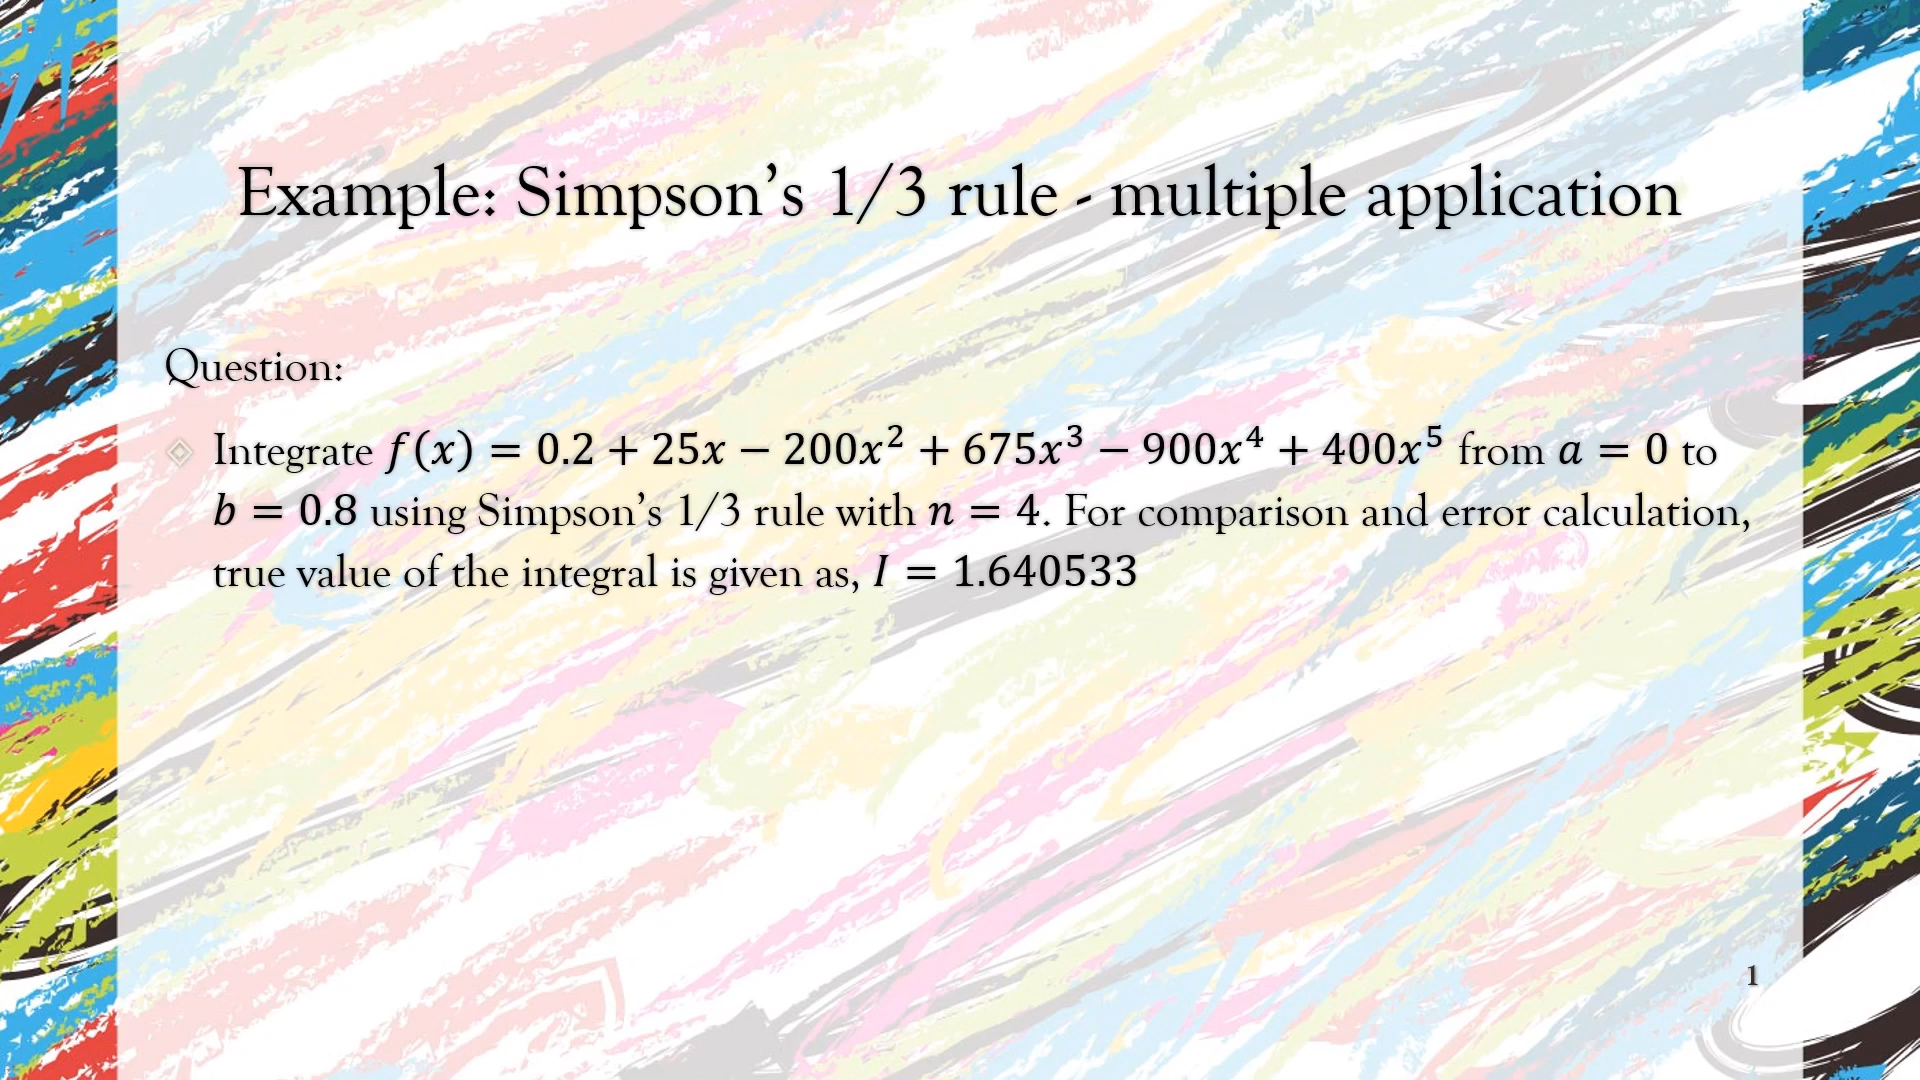 Example: Simpson’s 1/3 rule - multiple application
Question:
Integrate f(x) = 0.2 + 25x − 200x² + 675x³ − 900x⁴ + 400x⁵ from a = 0 to
b = 0.8 using Simpson’s 1/3 rule with n = 4. For comparison and error calculation,
true value of the integral is given as, I = 1.640533
1